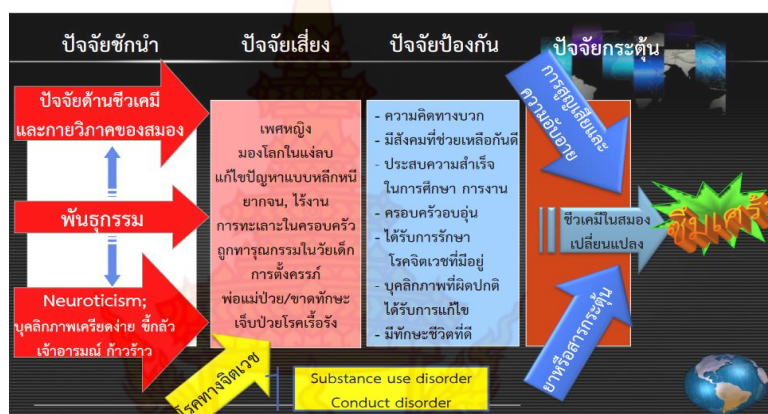 ปัจจัยชักนำ
ปัจจัยเสี่ยง
ปัจจัยป้องกัน
ปัจจัยกระตุ้น
ปัจจัยด้านชีวเคมี
และกายวิภาคของสมอง
พันธุกรรม
Neuroticism;
บุคลิกภาพเครียดง่าย ขี้กลัว
เจ้าอารมณ์ ก้าวร้าว
เพศหญิง
มองโลกในแง่ลบ
แก้ไขปัญหาแบบหลีกหนี
ยากจน, ไร้งาน
การทะเลาะในครอบครัว
ถูกทารุณกรรมในวัยเด็ก
การตั้งครรภ์
พ่อแม่ป่วย/ขาดทักษะ
เจ็บป่วยโรคเรื้อรัง
- ความคิดทางบวก
- มีสังคมที่ช่วยเหลือกันดี
- ประสบความสำเร็จ
ในการศึกษา การงาน
- ครอบครัวอบอุ่น
- ได้รับการรักษา
โรคจิตเวชที่มีอยู่
- บุคลิกภาพที่ผิดปกติ
ได้รับการแก้ไข
- มีทักษะชีวิตที่ดี
การสูญเสียและ
ความอับอาย
ชีวเคมีในสมอง
เปลี่ยนแปลง
ยาหรือสารกระตุ้น
ซึมเศร้า
โรคทางจิตเวช
Substance use disorder
Conduct disorder